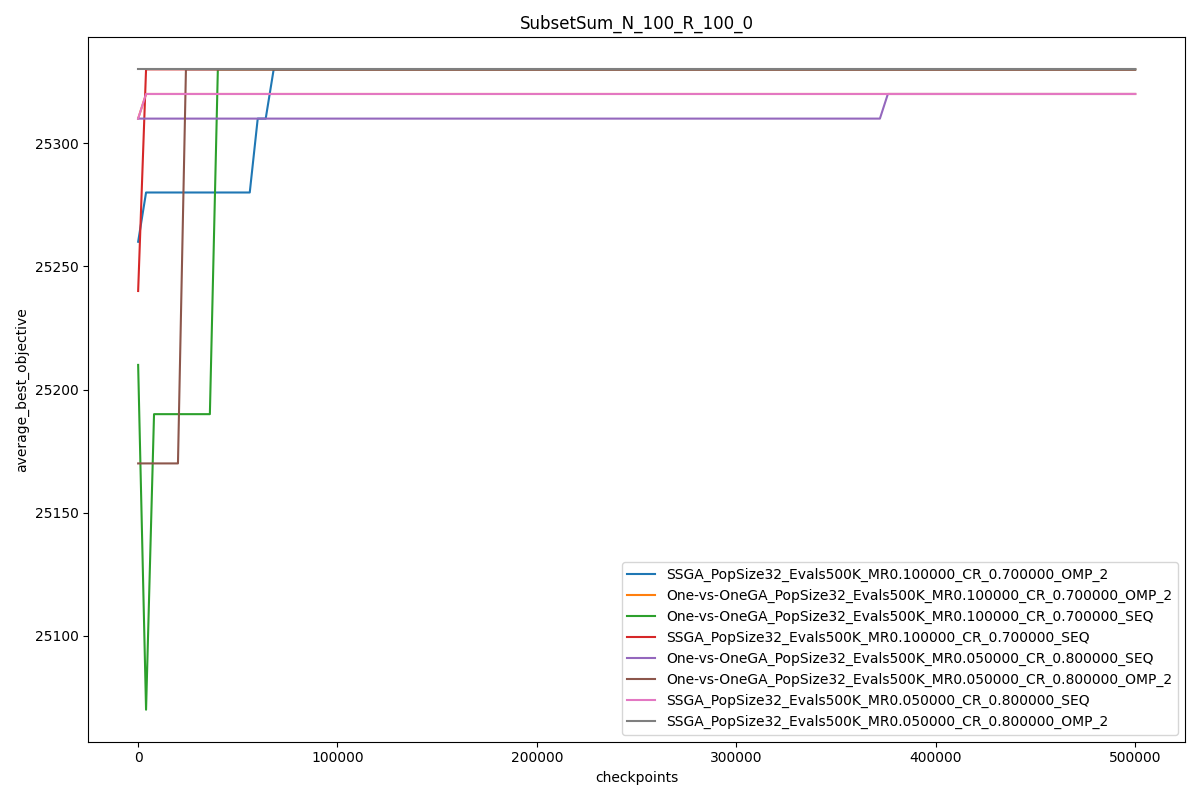 SubsetSum_N_100_R_100_0
average_best_objective
25300
25250
25200
25150
25100
SSGA_PopSize32_Evals500K_MR0.100000_CR_0.700000_OMP_2
One-vs-OneGA_PopSize32_Evals500K_MR0.100000_CR_0.700000_OMP_2
One-vs-OneGA_PopSize32_Evals500K_MR0.100000_CR_0.700000_SEQ
SSGA_PopSize32_Evals500K_MR0.100000_CR_0.700000_SEQ
One-vs-OneGA_PopSize32_Evals500K_MR0.050000_CR_0.800000_SEQ
One-vs-OneGA_PopSize32_Evals500K_MR0.050000_CR_0.800000_OMP_2
SSGA_PopSize32_Evals500K_MR0.050000_CR_0.800000_SEQ
SSGA_PopSize32_Evals500K_MR0.050000_CR_0.800000_OMP_2
0 100000 200000 300000 400000 500000
checkpoints